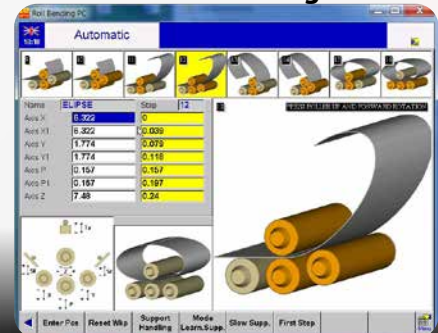 Roll Bending PC
Automatic
Name ELIPSE Step 12
Axis X 6.322 0
Axis X1 6.322 0.039
Axis Y 1.774 0.079
Axis Y1 1.774 0.118
Axis P 0.157 0.157
Axis P1 0.157 0.197
Axis Z 7.48 0.24
PRESS ROLLER UP AND FORWARD ROTATION
Enter Pos Reset Wkp Support Handling Mode Learn.Supp. Slow Supp. First Step